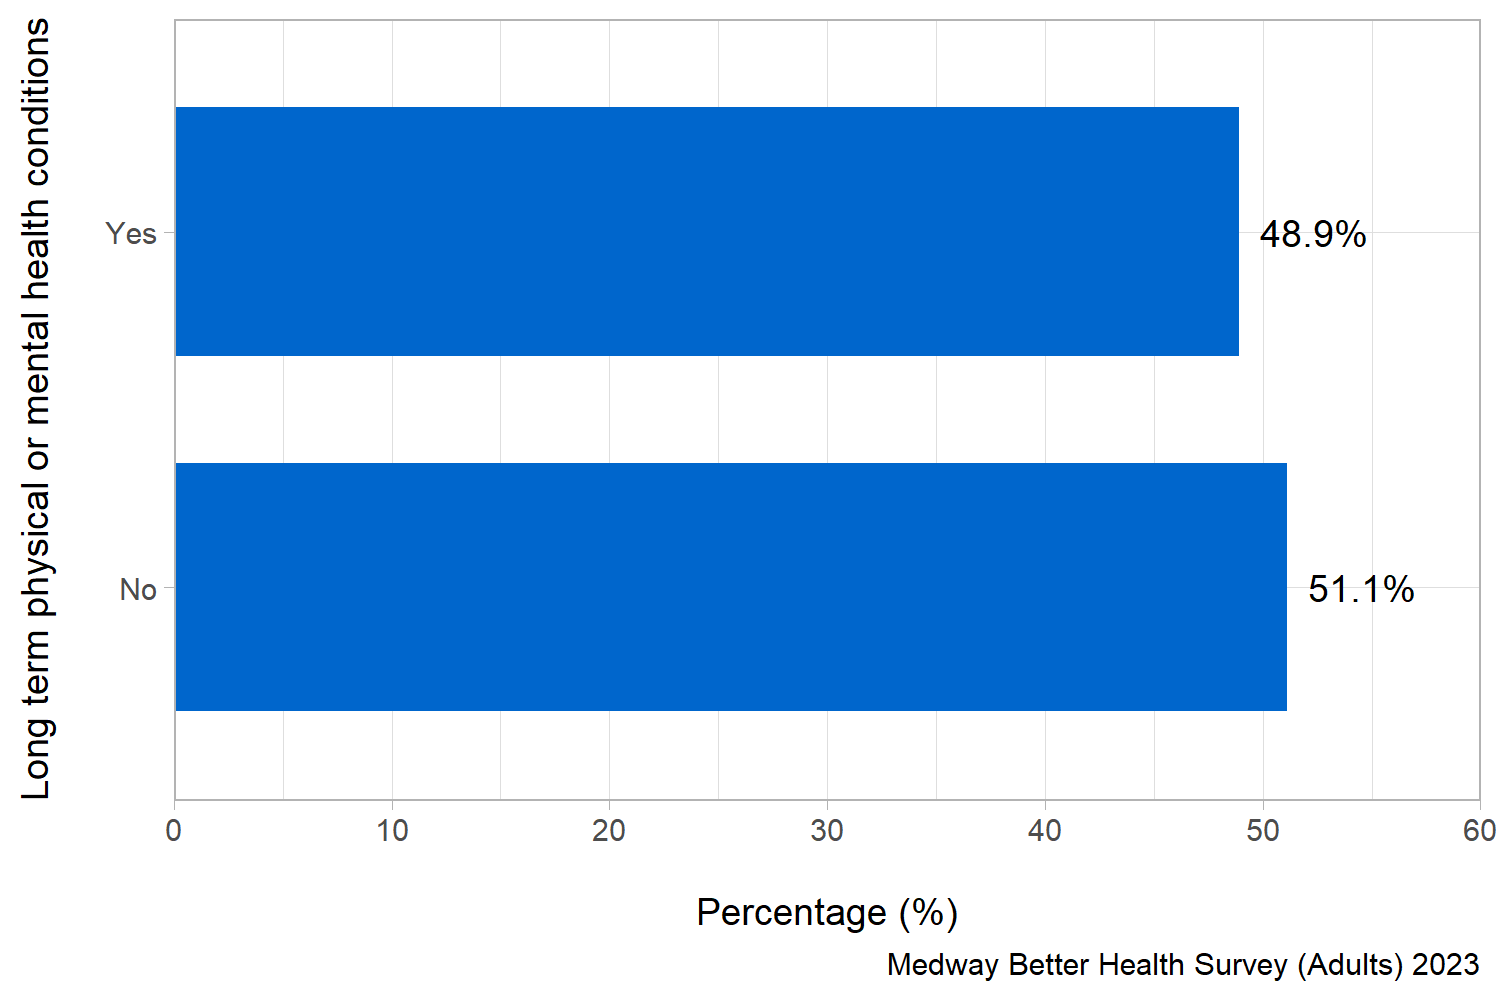 Long term physical or mental health conditions
Yes
48.9%
No
51.1%
0 10 20 30 40 50 60
Percentage (%)
Medway Better Health Survey (Adults) 2023